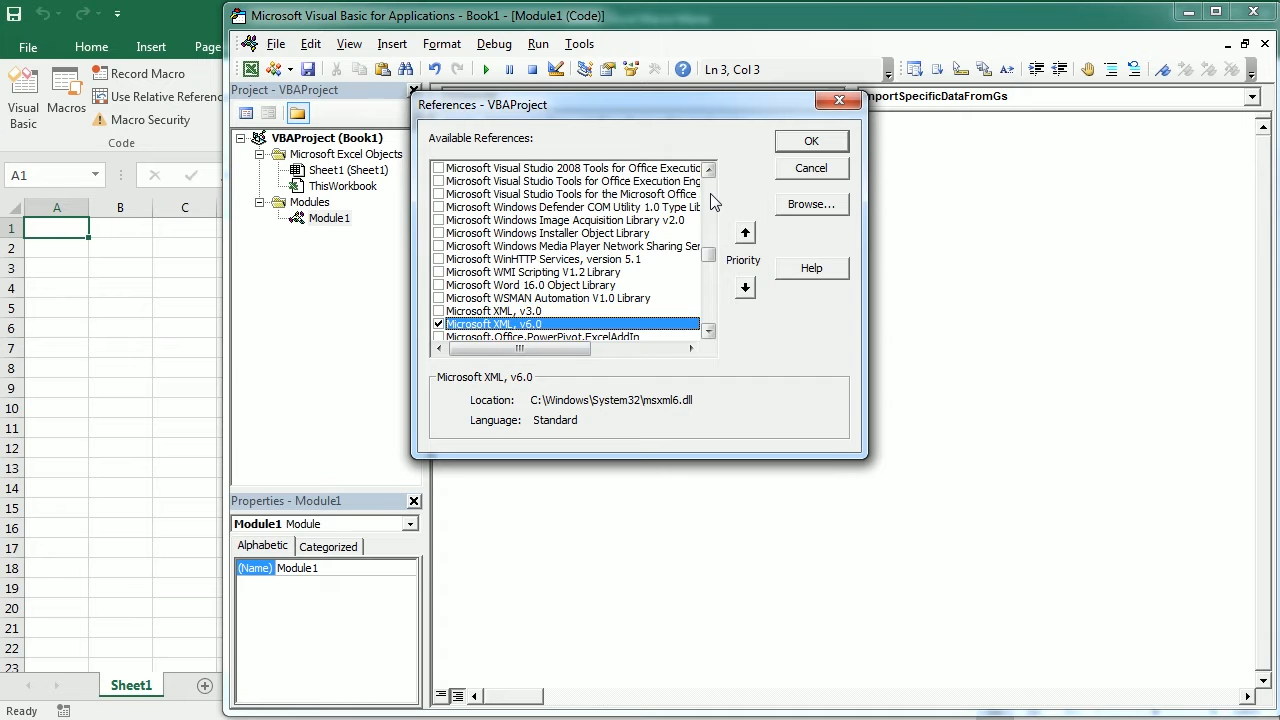 Microsoft Visual Basic for Applications - Book1 - [Module1 (Code)]
File Home Insert Page
File Edit View Insert Format Debug Run Tools
Record Macro
Use Relative Referenc
Macro Security
Visual
Basic
Macros
Code
Ln 3, Col 3
A1
A B C
1
2
3
4
5
6
7
8
9
10
11
12
13
14
15
16
17
18
19
20
21
22
23
Sheet1
Ready
Project - VBAProject
VBAProject (Book1)
Microsoft Excel Objects
Sheet1 (Sheet1)
ThisWorkbook
Modules
Module1
Properties - Module1
Module1 Module
Alphabetic Categorized
(Name) Module1
mportSpecificDataFromGs
References - VBAProject
Available References:
Microsoft Visual Studio 2008 Tools for Office Executio
Microsoft Visual Studio Tools for Office Execution Eng
Microsoft Visual Studio Tools for the Microsoft Office
Microsoft Windows Defender COM Utility 1.0 Type Lib
Microsoft Windows Image Acquisition Library v2.0
Microsoft Windows Installer Object Library
Microsoft Windows Media Player Network Sharing Ser
Microsoft WinHTTP Services, version 5.1
Microsoft WMI Scripting V1.2 Library
Microsoft Word 16.0 Object Library
Microsoft WSMAN Automation V1.0 Library
Microsoft XML, v3.0
Microsoft XML, v6.0
Microsoft.Office.PowerPivot.ExcelAddIn
OK
Cancel
Browse...
Priority
Help
Microsoft XML, v6.0
Location: C:\Windows\System32\msxml6.dll
Language: Standard